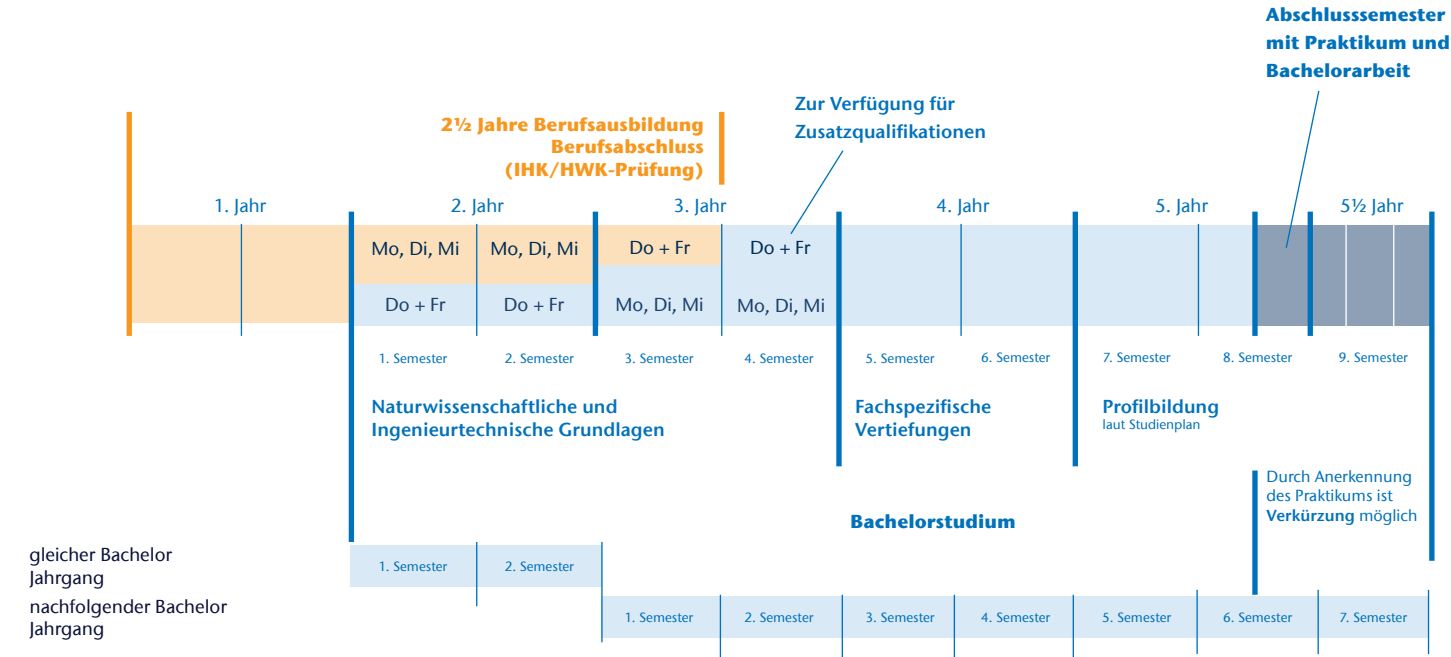 Abschlusssemester
mit Praktikum und
Bachelorarbeit
Zur Verfügung für
Zusatzqualifikationen
2½ Jahre Berufsausbildung
Berufsabschluss
(IHK/HWK-Prüfung)
1. Jahr
2. Jahr
3. Jahr
4. Jahr
5. Jahr
5½ Jahr
Mo, Di, Mi
Mo, Di, Mi
Do + Fr
Do + Fr
Do + Fr
Do + Fr
Mo, Di, Mi
Mo, Di, Mi
1. Semester
2. Semester
3. Semester
4. Semester
5. Semester
6. Semester
7. Semester
8. Semester
9. Semester
Naturwissenschaftliche und
Ingenieurtechnische Grundlagen
Fachspezifische
Vertiefungen
Profilbildung
laut Studienplan
Durch Anerkennung
des Praktikums ist
Verkürzung möglich
Bachelorstudium
gleicher Bachelor
Jahrgang
1. Semester
2. Semester
nachfolgender Bachelor
Jahrgang
1. Semester
2. Semester
3. Semester
4. Semester
5. Semester
6. Semester
7. Semester